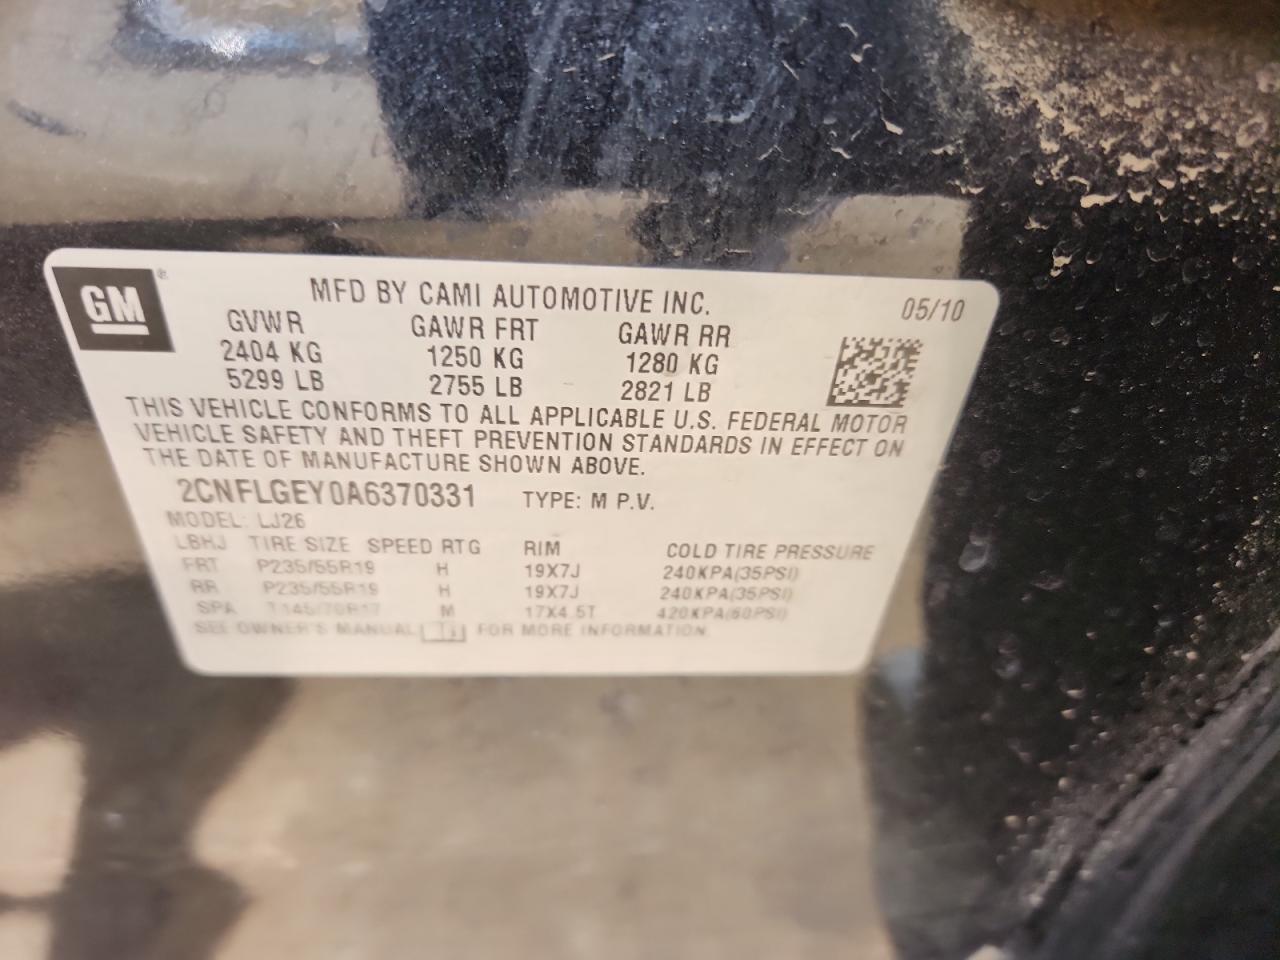 GM ®
MFD BY CAMI AUTOMOTIVE INC. 05/10
GVWR GAWR FRT GAWR RR
2404 KG 1250 KG 1280 KG
5299 LB 2755 LB 2821 LB
THIS VEHICLE CONFORMS TO ALL APPLICABLE U.S. FEDERAL MOTOR
VEHICLE SAFETY AND THEFT PREVENTION STANDARDS IN EFFECT ON
THE DATE OF MANUFACTURE SHOWN ABOVE.
2CNFLGEY0A6370331 TYPE: M P.V.
MODEL: LJ26
LBHJ TIRE SIZE SPEED RTG RIM COLD TIRE PRESSURE
FRT P235/55R19 H 19X7J 240KPA(35PSI)
RR P235/55R19 H 19X7J 240KPA(35PSI)
SPA T145/70R17 M 17X4.5T 420KPA(60PSI)
SEE OWNER'S MANUAL FOR MORE INFORMATION.